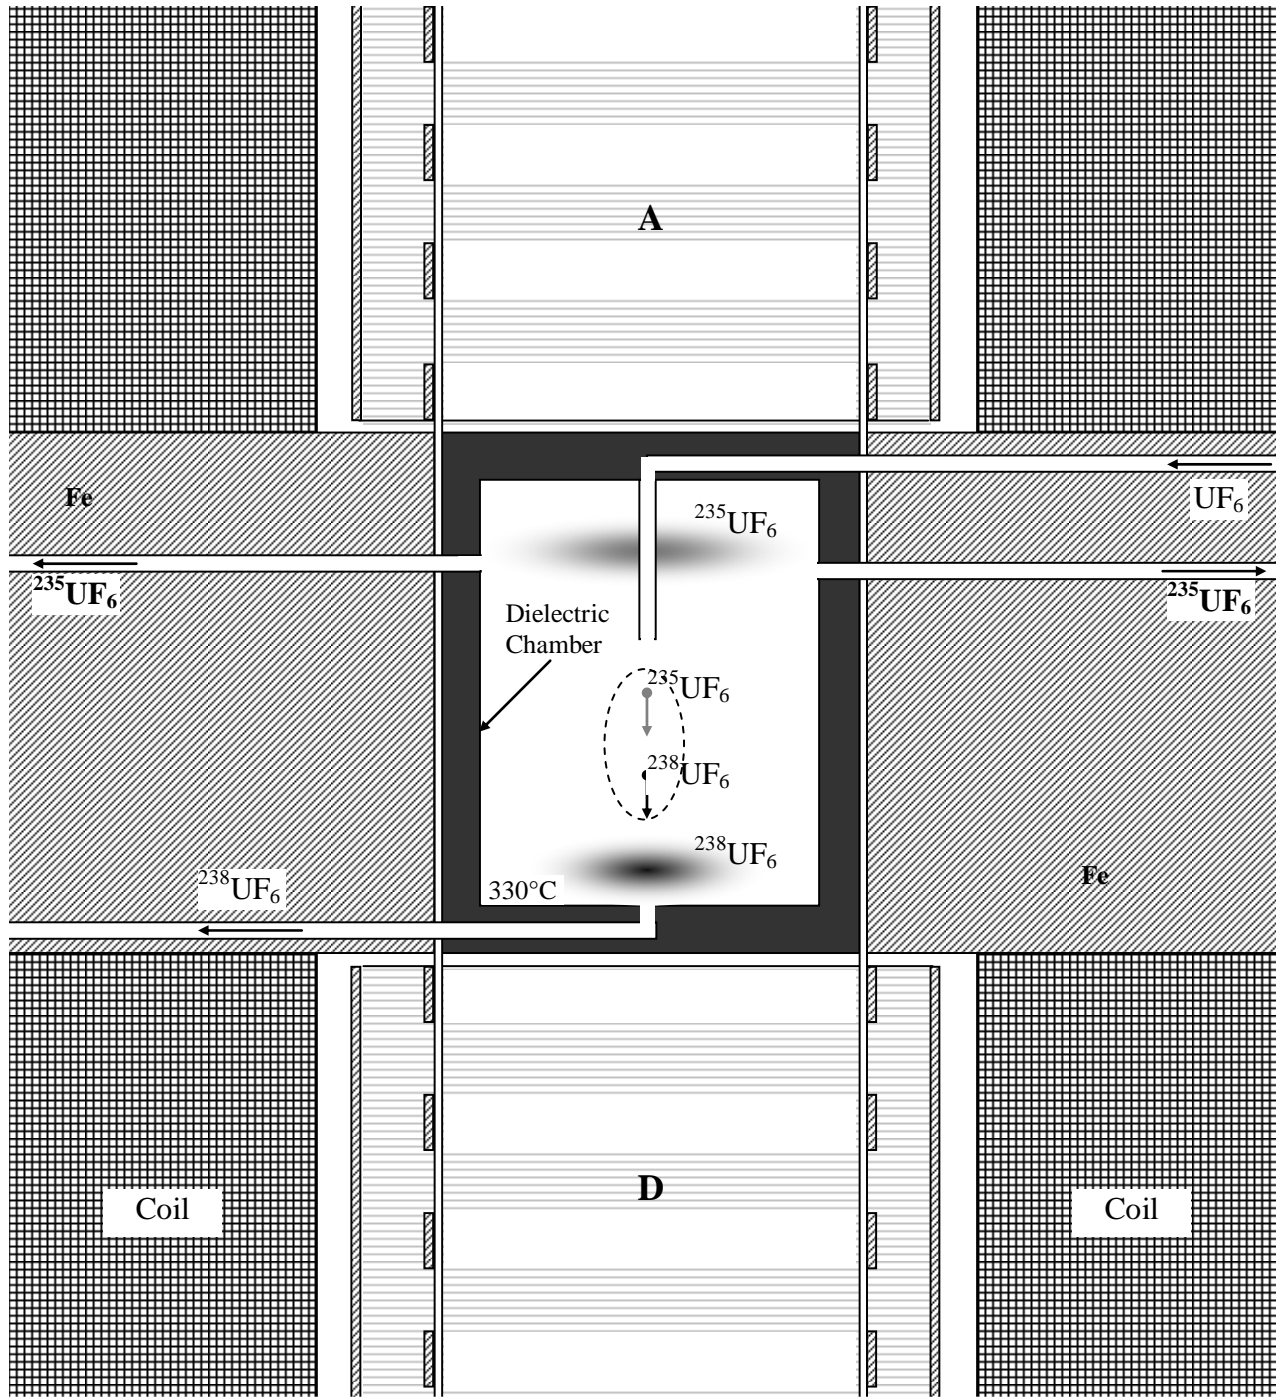 A
Fe
UF₆
²³⁵UF₆
²³⁵UF₆
²³⁵UF₆
Dielectric
Chamber
²³⁵UF₆
²³⁸UF₆
²³⁸UF₆
330°C
²³⁸UF₆
Fe
D
Coil
Coil